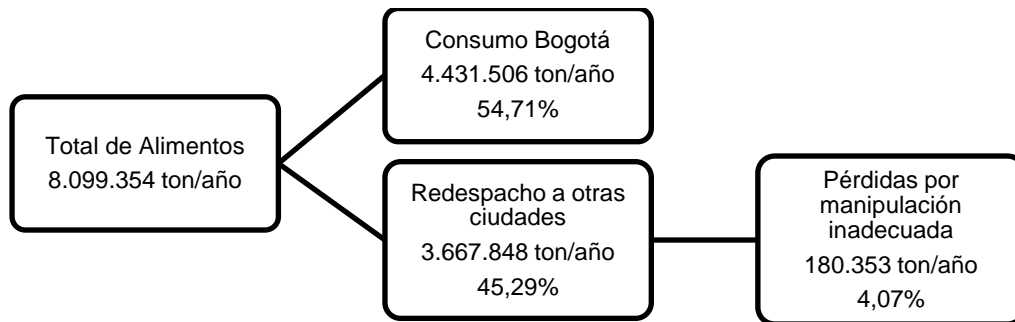 Total de Alimentos
8.099.354 ton/año
Consumo Bogotá
4.431.506 ton/año
54,71%
Redespacho a otras
ciudades
3.667.848 ton/año
45,29%
Pérdidas por
manipulación
inadecuada
180.353 ton/año
4,07%